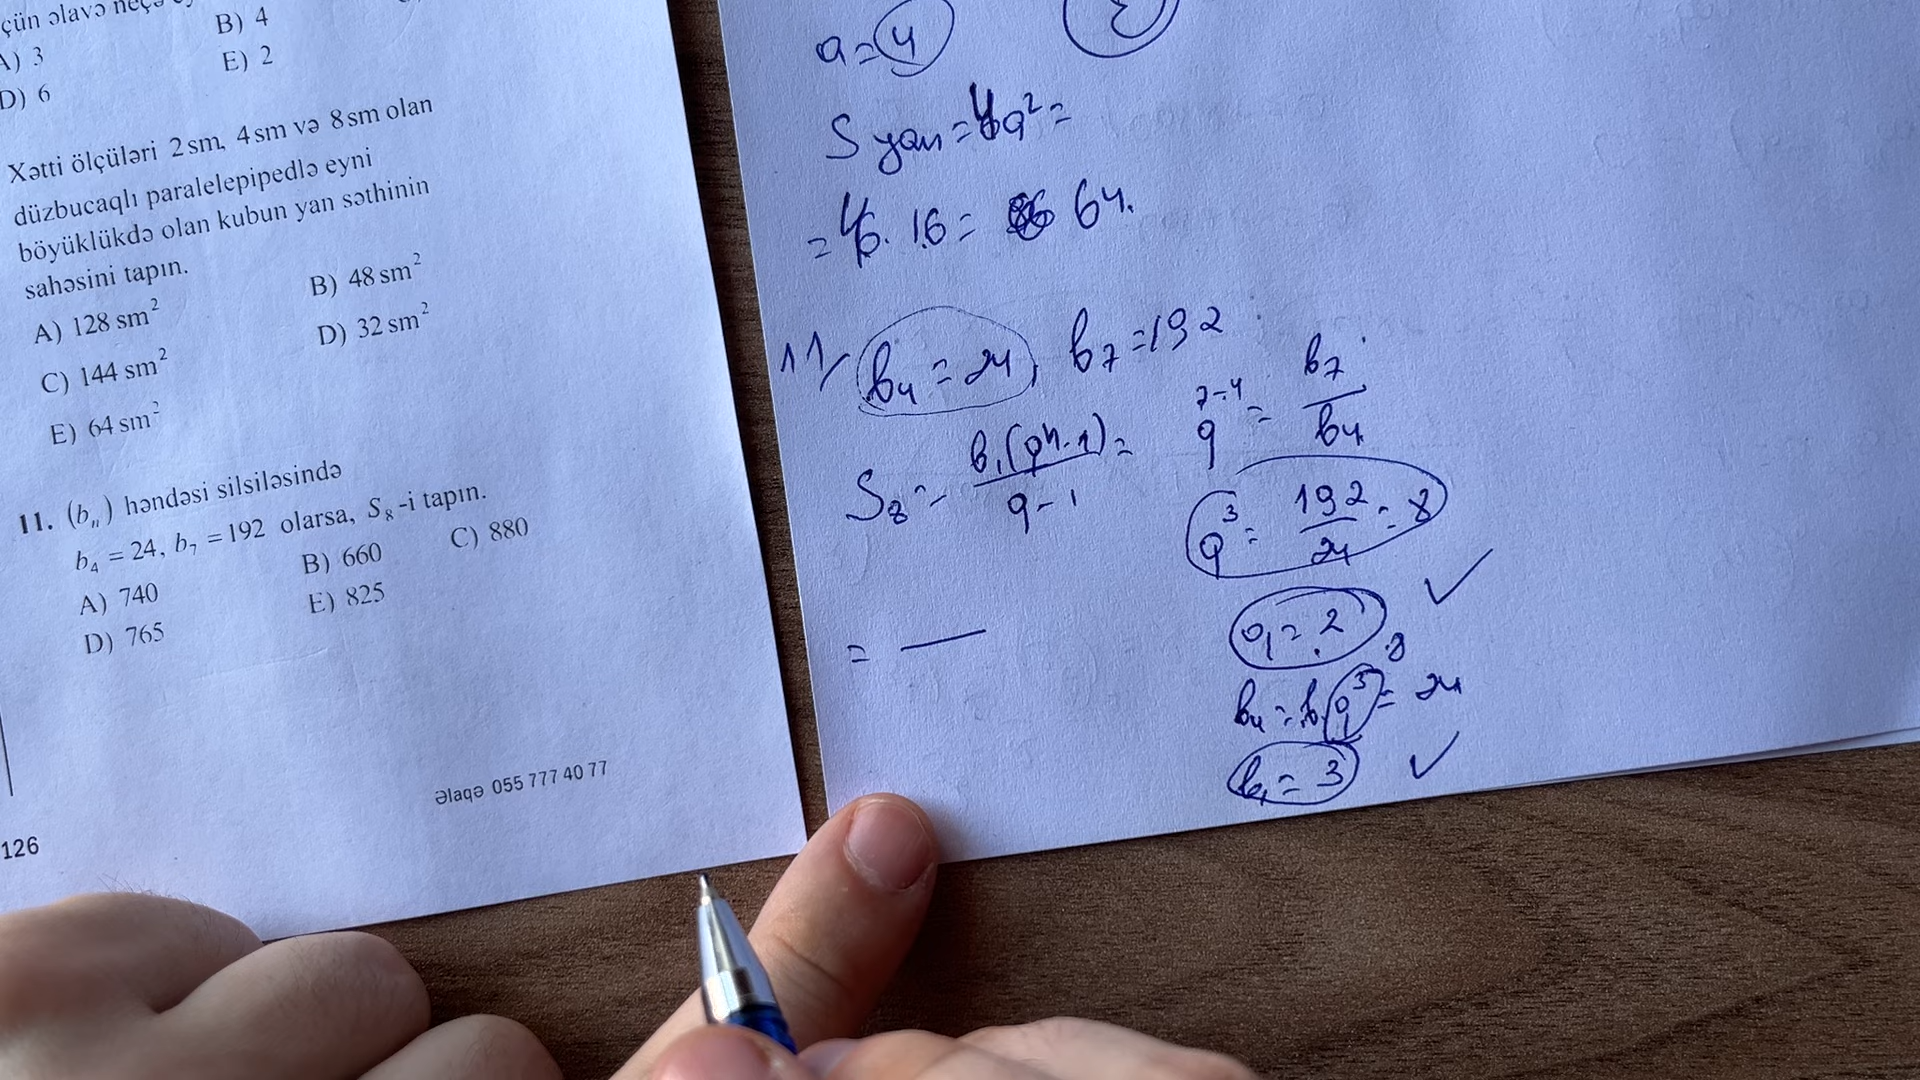 çün əlavə
A) 3
B) 4
D) 6
E) 2
Xətti ölçüləri 2 sm, 4 sm və 8 sm olan
düzbucaqlı paralelepipedlə eyni
böyüklükdə olan kubun yan səthinin
sahəsini tapın.
A) 128 sm²
B) 48 sm²
C) 144 sm²
D) 32 sm²
E) 64 sm²
11. (bₙ) həndəsi silsiləsində
b₄ = 24, b₇ = 192 olarsa, S₈ -i tapın.
A) 740
B) 660
C) 880
D) 765
E) 825
Əlaqə 055 777 40 77
126
a = 4
S yan = 4a² =
= 4 · 16 = 64.
11/ b₄ = 24, b₇ = 192
S₈ = b₁(qⁿ - 1) / q - 1 =
q⁷⁻⁴ = b₇ / b₄
q³ = 192 / 24 = 8
q = 2
b₄ = b₁q³ = 24
8
b₁ = 3
= —